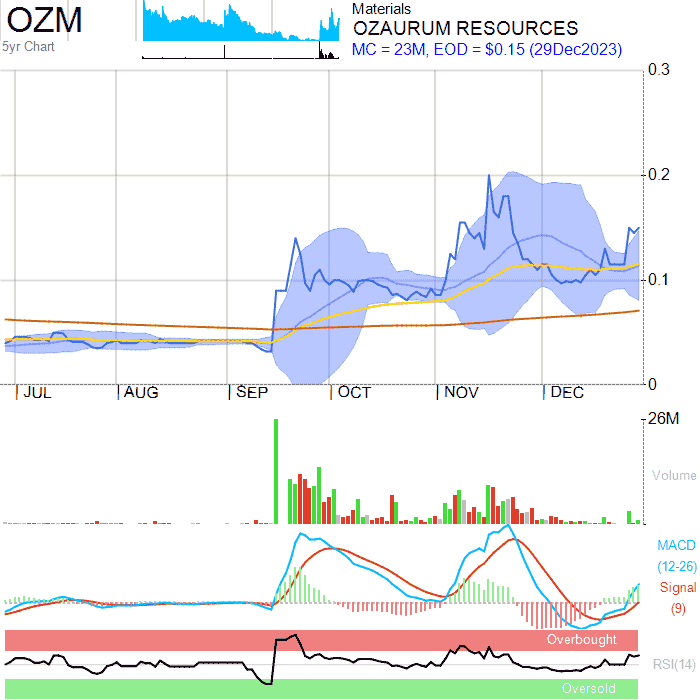 OZM
5yr Chart
Materials
OZAURUM RESOURCES
MC = 23M, EOD = $0.15 (29Dec2023)
0.3
0.2
0.1
0
JUL AUG SEP OCT NOV DEC
26M
Volume
MACD
(12-26)
Signal
(9)
Overbought
RSI(14)
Oversold